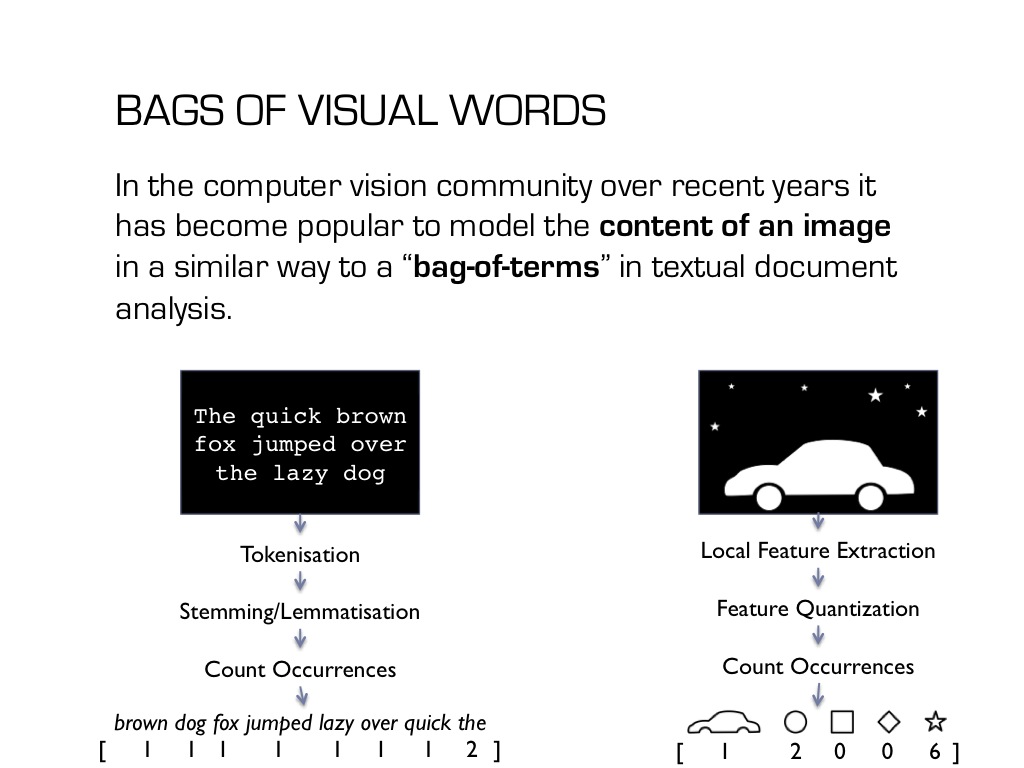 BAGS OF VISUAL WORDS
In the computer vision community over recent years it
has become popular to model the content of an image
in a similar way to a “bag-of-terms” in textual document
analysis.
The quick brown
fox jumped over
the lazy dog
Tokenisation
Stemming/Lemmatisation
Count Occurrences
brown dog fox jumped lazy over quick the
[ 1 1 1 1 1 1 1 2 ]
Local Feature Extraction
Feature Quantization
Count Occurrences
[ 1 2 0 0 6 ]